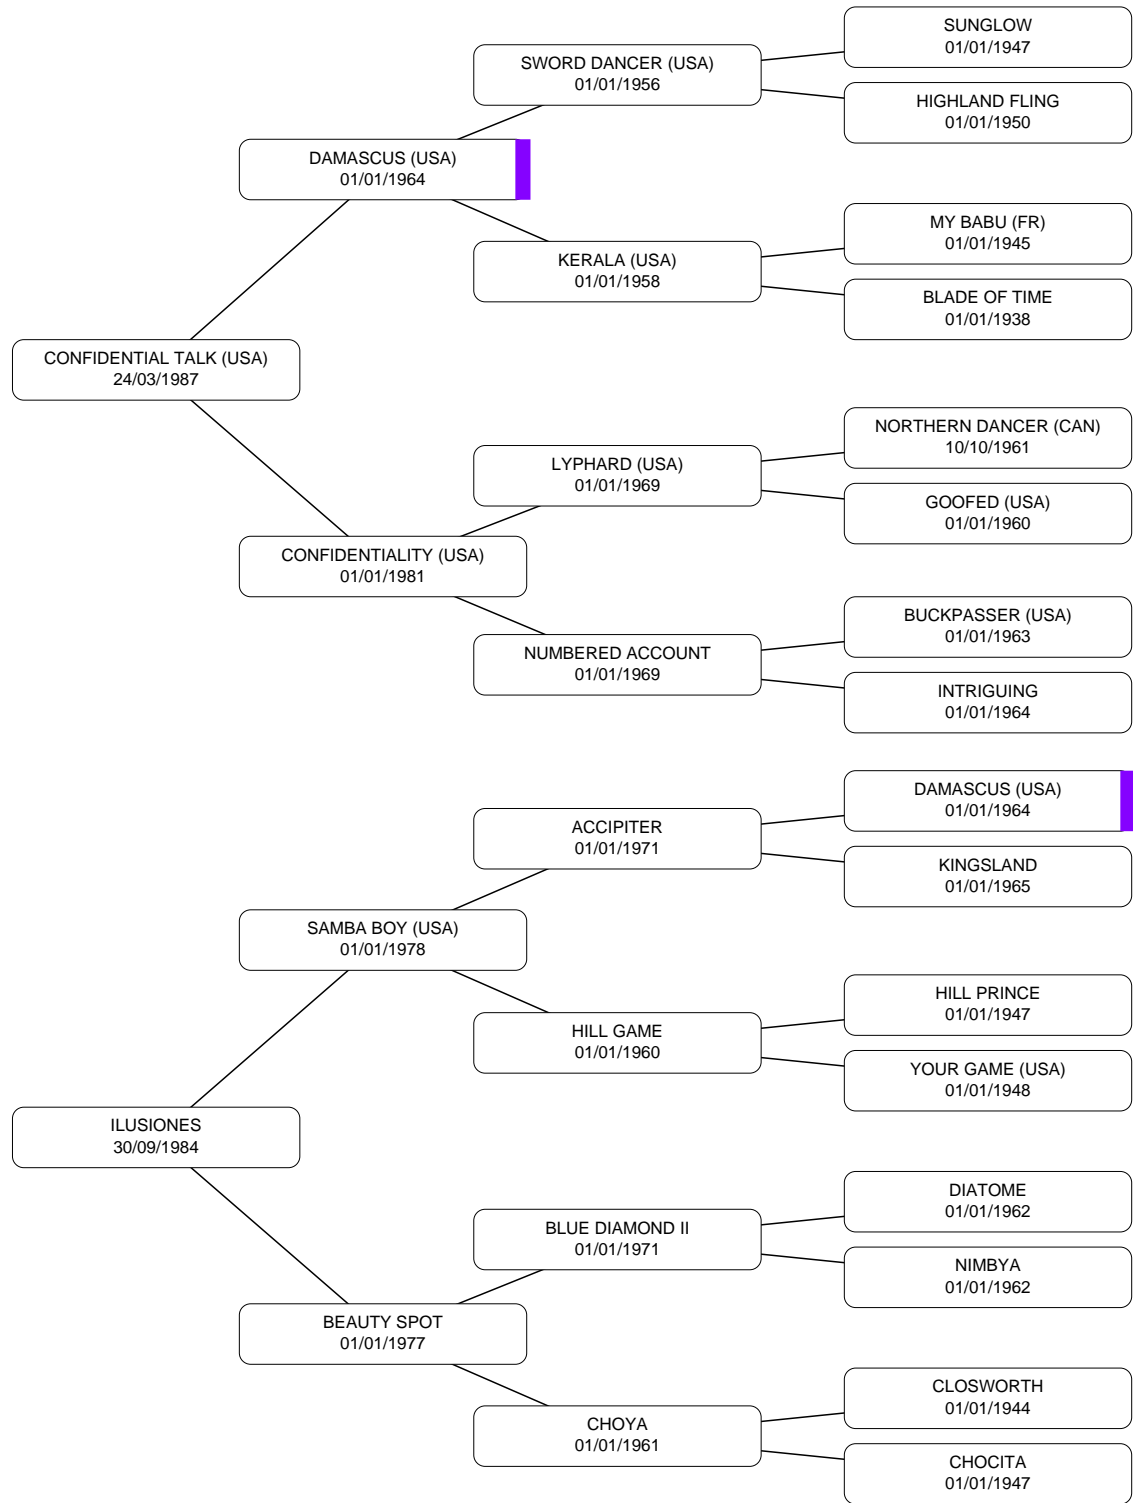 SUNGLOW
01/01/1947
SWORD DANCER (USA)
01/01/1956
HIGHLAND FLING
01/01/1950
DAMASCUS (USA)
01/01/1964
MY BABU (FR)
01/01/1945
KERALA (USA)
01/01/1958
BLADE OF TIME
01/01/1938
CONFIDENTIAL TALK (USA)
24/03/1987
NORTHERN DANCER (CAN)
10/10/1961
LYPHARD (USA)
01/01/1969
GOOFED (USA)
01/01/1960
CONFIDENTIALITY (USA)
01/01/1981
BUCKPASSER (USA)
01/01/1963
NUMBERED ACCOUNT
01/01/1969
INTRIGUING
01/01/1964
DAMASCUS (USA)
01/01/1964
ACCIPITER
01/01/1971
KINGSLAND
01/01/1965
SAMBA BOY (USA)
01/01/1978
HILL PRINCE
01/01/1947
HILL GAME
01/01/1960
YOUR GAME (USA)
01/01/1948
ILUSIONES
30/09/1984
DIATOME
01/01/1962
BLUE DIAMOND II
01/01/1971
NIMBYA
01/01/1962
BEAUTY SPOT
01/01/1977
CLOSWORTH
01/01/1944
CHOYA
01/01/1961
CHOCITA
01/01/1947